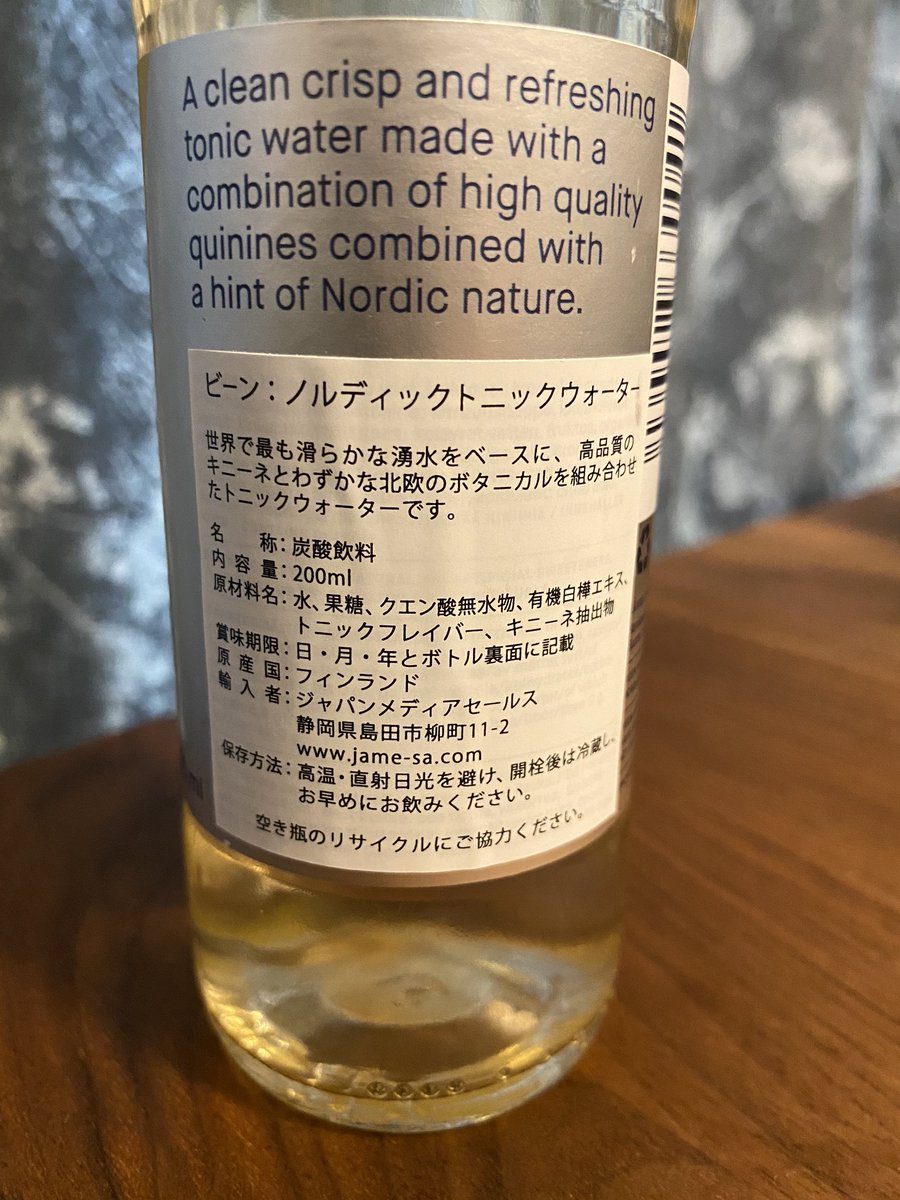 A clean crisp and refreshing
tonic water made with a
combination of high quality
quinines combined with
a hint of Nordic nature.
ビーン：ノルディックトニックウォーター
世界で最も滑らかな湧水をベースに、高品質の
キニーネとわずかな北欧のボタニカルを組み合わせ
たトニックウォーターです。
名称：炭酸飲料
内容量：200ml
原材料名：水、果糖、クエン酸無水物、有機白樺エキス、
トニックフレイバー、キニーネ抽出物
賞味期限：日・月・年とボトル裏面に記載
原産国：フィンランド
輸入者：ジャパンメディアセールス
静岡県島田市柳町11-2
www.jame-sa.com
保存方法：高温・直射日光を避け、開栓後は冷蔵し、
お早めにお飲みください。
空き瓶のリサイクルにご協力ください。